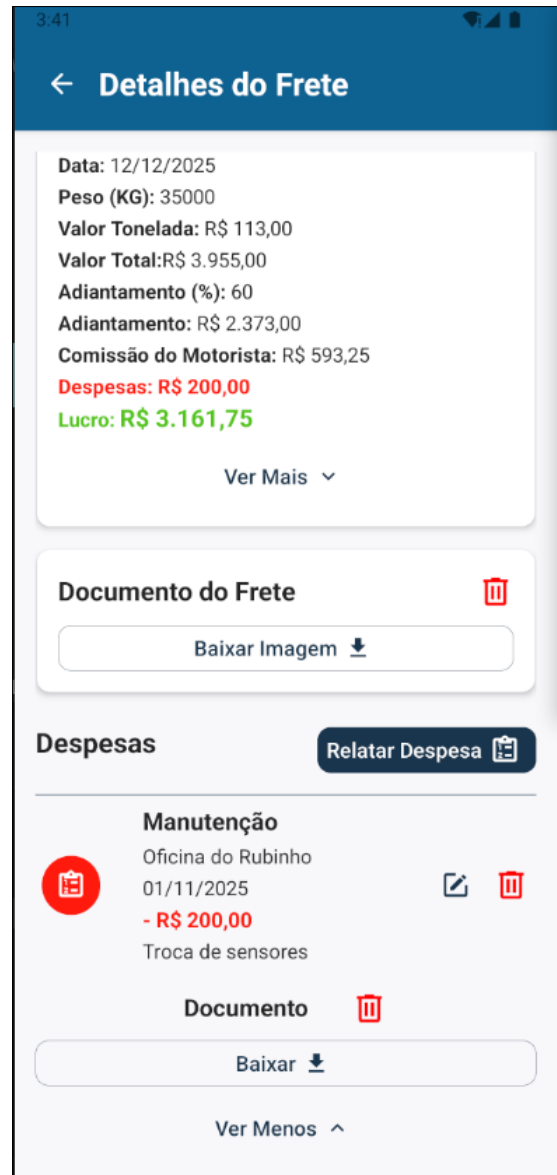 3:41
Detalhes do Frete
Data: 12/12/2025
Peso (KG): 35000
Valor Tonelada: R$ 113,00
Valor Total:R$ 3.955,00
Adiantamento (%): 60
Adiantamento: R$ 2.373,00
Comissão do Motorista: R$ 593,25
Despesas: R$ 200,00
Lucro: R$ 3.161,75
Ver Mais
Documento do Frete
Baixar Imagem
Despesas
Relatar Despesa
Manutenção
Oficina do Rubinho
01/11/2025
- R$ 200,00
Troca de sensores
Documento
Baixar
Ver Menos